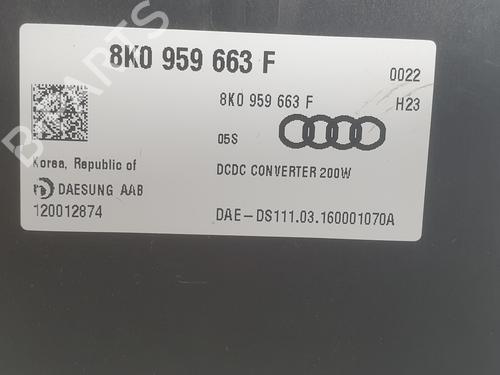 8K0 959 663 F
0022
8K0 959 663 F
H23
05S
Korea, Republic of
DCDC CONVERTER 200W
DAESUNG AAB
120012874
DAE-DS111.03.160001070A
B-PARTS